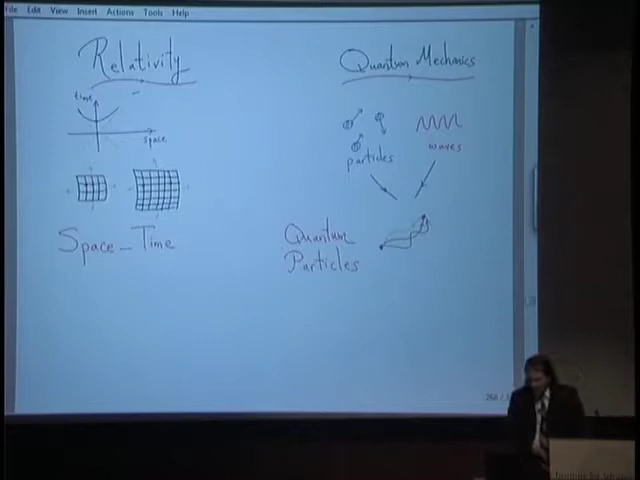 File Edit View Insert Actions Tools Help
Relativity
Quantum Mechanics
time
space
particles
waves
Space-Time
Quantum
Particles